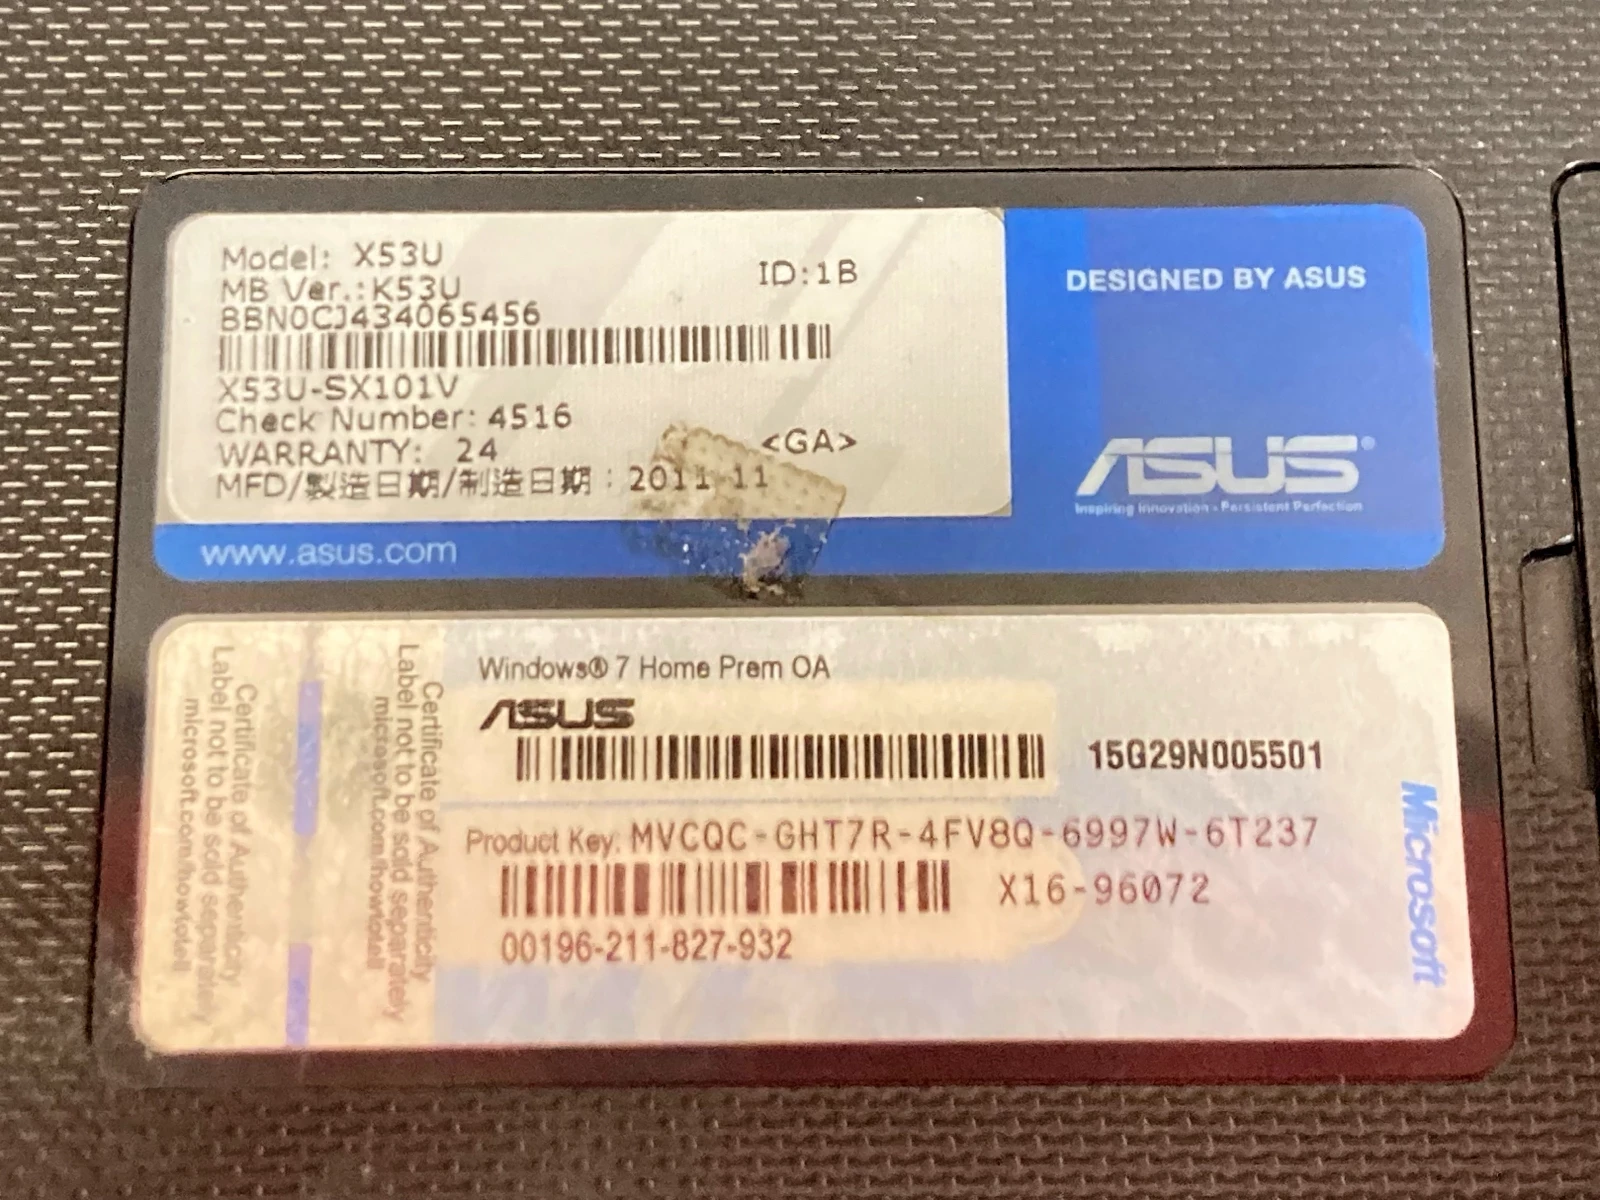 Model: X53U
ID:1B
MB Ver.:K53U
BBN0CJ434065456
X53U-SX101V
Check Number: 4516
<GA>
WARRANTY: 24
MFD/製造日期/制造日期：2011 11
www.asus.com
DESIGNED BY ASUS
ASUS®
Inspiring Innovation • Persistent Perfection
Certificate of Authenticity
Label not to be sold separately
microsoft.com/howtotell
Certificate of Authenticity
Label not to be sold separately
microsoft.com/howtotell
Windows® 7 Home Prem OA
ASUS
15G29N005501
Product Key: MVCQC-GHT7R-4FV8Q-6997W-6T237
X16-96072
00196-211-827-932
Microsoft